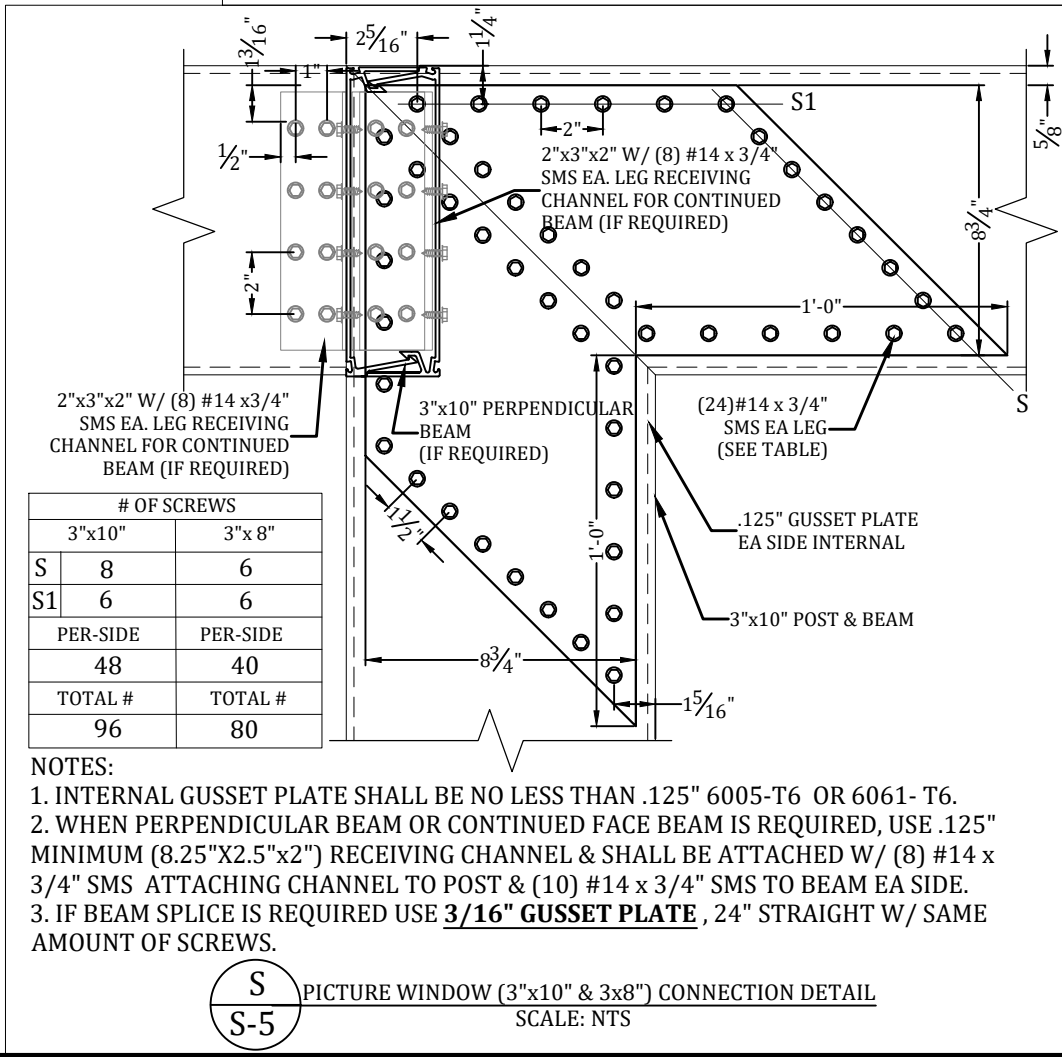 2 5/16"
1 1/4"
1 3/16"
1"
S1
5/8"
2"
1/2"
2"x3"x2" W/ (8) #14 x 3/4"
SMS EA. LEG RECEIVING
CHANNEL FOR CONTINUED
BEAM (IF REQUIRED)
8 3/4"
2"
1'-0"
2"x3"x2" W/ (8) #14 x3/4"
SMS EA. LEG RECEIVING
CHANNEL FOR CONTINUED
BEAM (IF REQUIRED)
3"x10" PERPENDICULAR
BEAM
(IF REQUIRED)
(24)#14 x 3/4"
SMS EA LEG
(SEE TABLE)
S
1 1/2"
1'-0"
.125" GUSSET PLATE
EA SIDE INTERNAL
3"x10" POST & BEAM
8 3/4"
1 5/16"
# OF SCREWS
3"x10" 3"x 8"
S 8 6
S1 6 6
PER-SIDE PER-SIDE
48 40
TOTAL # TOTAL #
96 80
NOTES:
1. INTERNAL GUSSET PLATE SHALL BE NO LESS THAN .125" 6005-T6 OR 6061- T6.
2. WHEN PERPENDICULAR BEAM OR CONTINUED FACE BEAM IS REQUIRED, USE .125"
MINIMUM (8.25"X2.5"x2") RECEIVING CHANNEL & SHALL BE ATTACHED W/ (8) #14 x
3/4" SMS ATTACHING CHANNEL TO POST & (10) #14 x 3/4" SMS TO BEAM EA SIDE.
3. IF BEAM SPLICE IS REQUIRED USE 3/16" GUSSET PLATE , 24" STRAIGHT W/ SAME
AMOUNT OF SCREWS.
S
S-5
PICTURE WINDOW (3"x10" & 3x8") CONNECTION DETAIL
SCALE: NTS